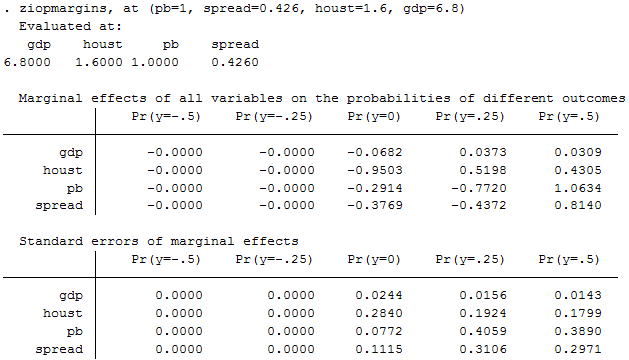 . ziopmargins, at (pb=1, spread=0.426, houst=1.6, gdp=6.8)
Evaluated at:
gdp houst pb spread
6.8000 1.6000 1.0000 0.4260
Marginal effects of all variables on the probabilities of different outcomes
Pr(y=-.5) Pr(y=-.25) Pr(y=0) Pr(y=.25) Pr(y=.5)
gdp -0.0000 -0.0000 -0.0682 0.0373 0.0309
houst -0.0000 -0.0000 -0.9503 0.5198 0.4305
pb -0.0000 -0.0000 -0.2914 -0.7720 1.0634
spread -0.0000 -0.0000 -0.3769 -0.4372 0.8140
Standard errors of marginal effects
Pr(y=-.5) Pr(y=-.25) Pr(y=0) Pr(y=.25) Pr(y=.5)
gdp 0.0000 0.0000 0.0244 0.0156 0.0143
houst 0.0000 0.0000 0.2840 0.1924 0.1799
pb 0.0000 0.0000 0.0772 0.4059 0.3890
spread 0.0000 0.0000 0.1115 0.3106 0.2971